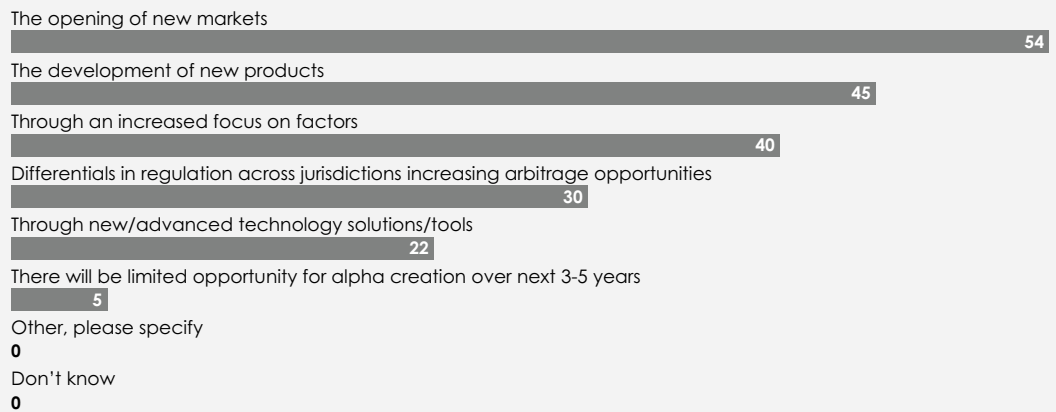 The opening of new markets
54
The development of new products
45
Through an increased focus on factors
40
Differentials in regulation across jurisdictions increasing arbitrage opportunities
30
Through new/advanced technology solutions/tools
22
There will be limited opportunity for alpha creation over next 3-5 years
5
Other, please specify
0
Don’t know
0